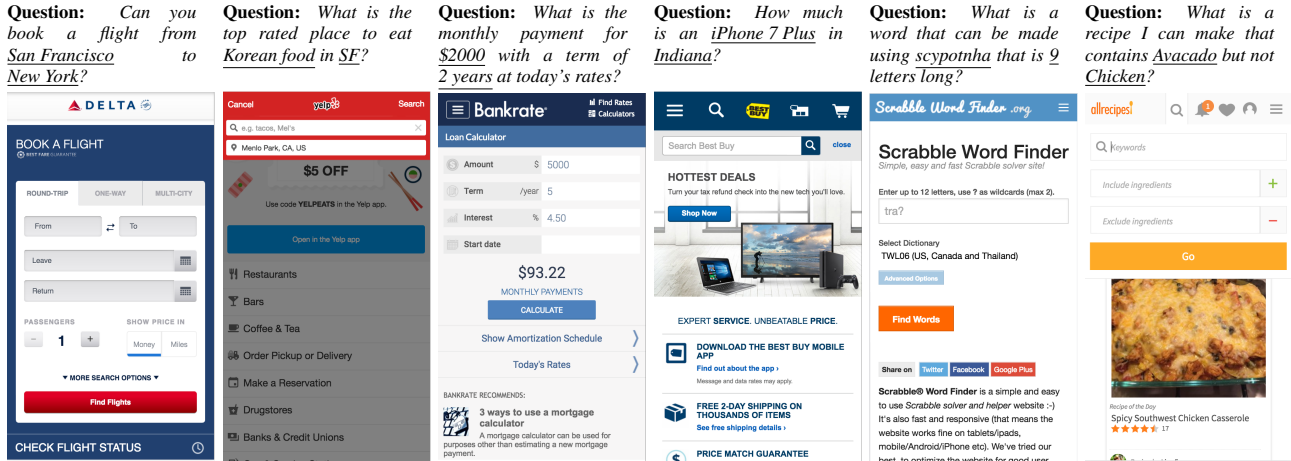 Question: Can you
book a flight from
San Francisco to
New York?
DELTA
BOOK A FLIGHT
BEST FARE GUARANTEE
ROUND-TRIP ONE-WAY MULTI-CITY
From To
Leave
Return
PASSENGERS SHOW PRICE IN
1 Money Miles
MORE SEARCH OPTIONS
Find Flights
CHECK FLIGHT STATUS
Question: What is the
top rated place to eat
Korean food in SF?
Cancel yelp Search
e.g. tacos, Mel's
Menlo Park, CA, US
$5 OFF
Use code YELPEATS in the Yelp app.
Open in the Yelp app
Restaurants
Bars
Coffee & Tea
Order Pickup or Delivery
Make a Reservation
Drugstores
Banks & Credit Unions
Question: What is the
monthly payment for
$2000 with a term of
2 years at today's rates?
Bankrate
Find Rates
Calculators
Loan Calculator
Amount $ 5000
Term /year 5
Interest % 4.50
Start date
$93.22
MONTHLY PAYMENTS
CALCULATE
Show Amortization Schedule
Today's Rates
BANKRATE RECOMMENDS:
3 ways to use a mortgage
calculator
A mortgage calculator can be used for
purposes other than estimating a new mortgage
payment.
Question: How much
is an iPhone 7 Plus in
Indiana?
BEST BUY
Search Best Buy close
HOTTEST DEALS
Turn your tax refund check into the new tech you'll love.
Shop Now
EXPERT SERVICE. UNBEATABLE PRICE.
DOWNLOAD THE BEST BUY MOBILE
APP
Find out about the app ›
Message and data rates may apply.
FREE 2-DAY SHIPPING ON
THOUSANDS OF ITEMS
See free shipping details ›
PRICE MATCH GUARANTEE
Question: What is a
word that can be made
using scypotnha that is 9
letters long?
Scrabble Word Finder .org
Scrabble Word Finder
Simple, easy and fast Scrabble solver site!
Enter up to 12 letters, use ? as wildcards (max 2).
tra?
Select Dictionary
TWL06 (US, Canada and Thailand)
Advanced Options
Find Words
Share on Twitter Facebook Google Plus
Scrabble® Word Finder is a simple and easy
to use Scrabble solver and helper website :-)
It's also fast and responsive (that means the
website works fine on tablets/ipads,
mobile/Android/iPhone etc). We've tried our
best, to optimize the website for good user
Question: What is a
recipe I can make that
contains Avacado but not
Chicken?
allrecipes 1
Keywords
Include ingredients +
Exclude ingredients −
Go
Recipe of the Day
Spicy Southwest Chicken Casserole
17